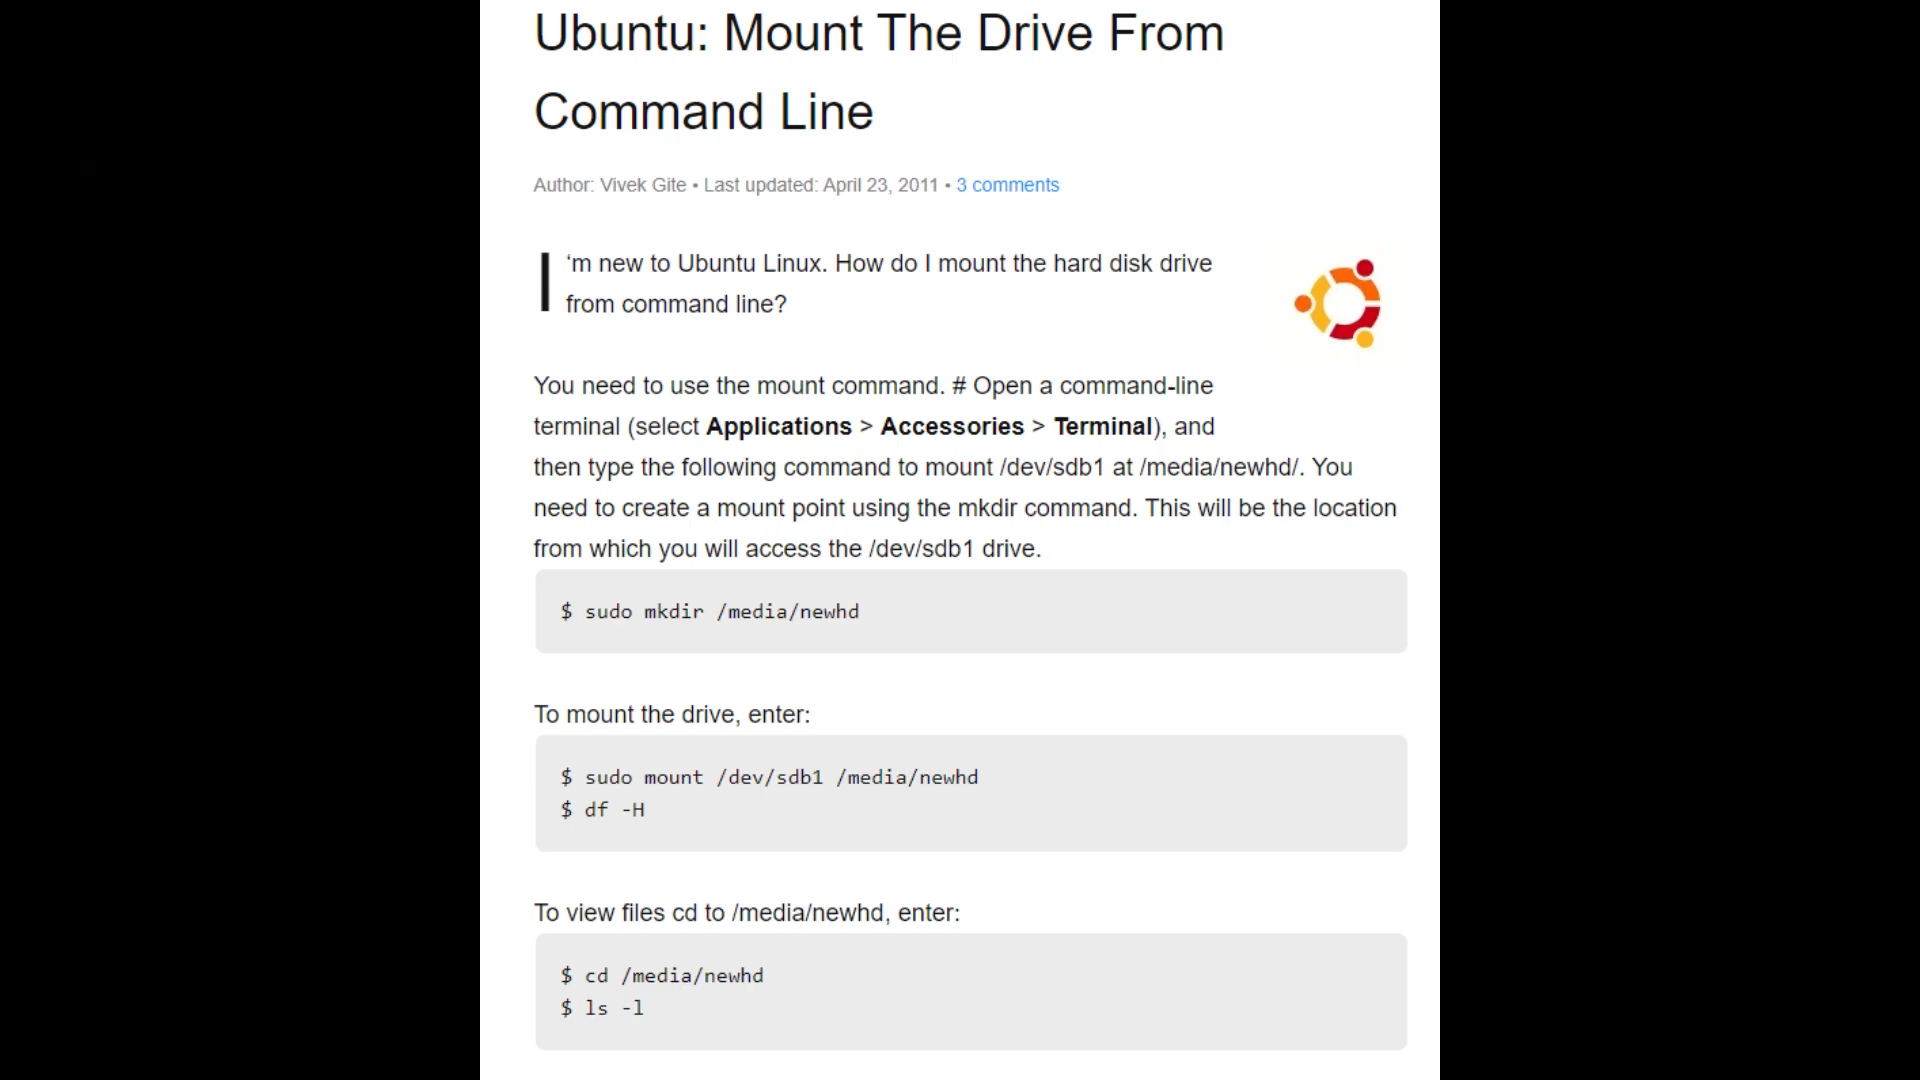 Ubuntu: Mount The Drive From
Command Line
Author: Vivek Gite • Last updated: April 23, 2011 • 3 comments
I ‘m new to Ubuntu Linux. How do I mount the hard disk drive
from command line?
You need to use the mount command. # Open a command-line
terminal (select Applications > Accessories > Terminal), and
then type the following command to mount /dev/sdb1 at /media/newhd/. You
need to create a mount point using the mkdir command. This will be the location
from which you will access the /dev/sdb1 drive.
$ sudo mkdir /media/newhd
To mount the drive, enter:
$ sudo mount /dev/sdb1 /media/newhd
$ df -H
To view files cd to /media/newhd, enter:
$ cd /media/newhd
$ ls -l